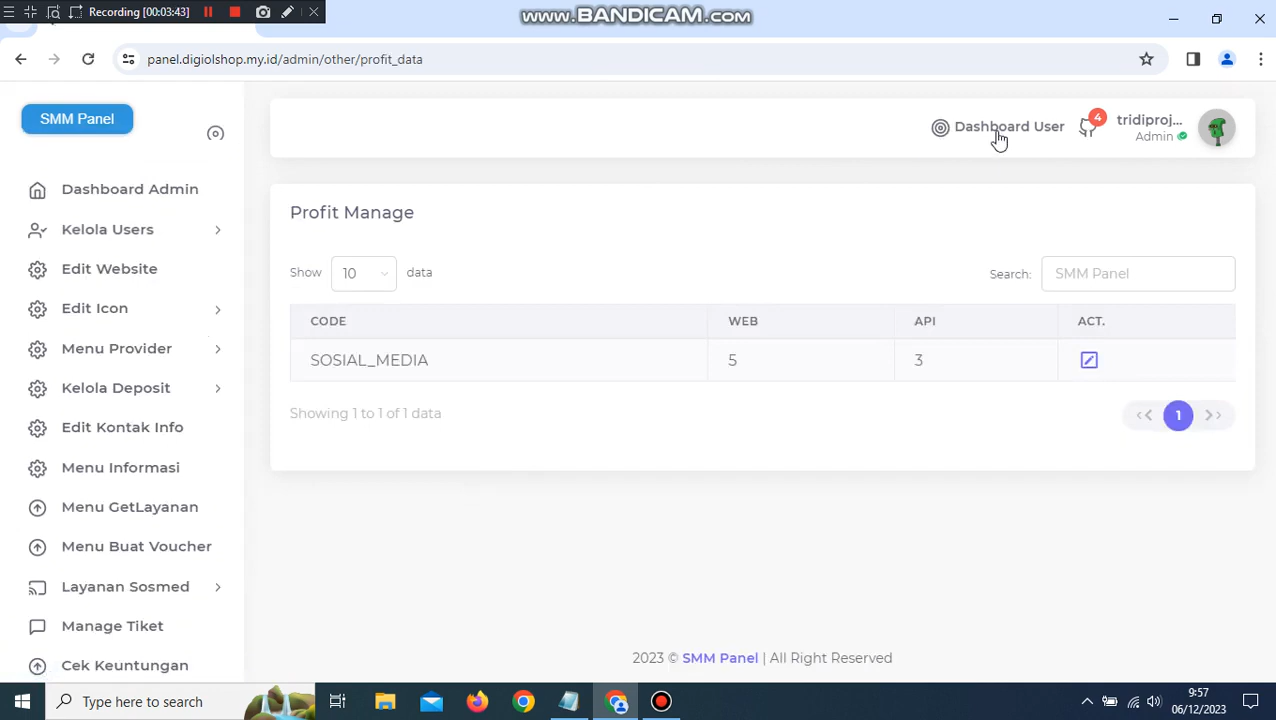 Recording [00:03:43]
www.BANDICAM.com
panel.digiolshop.my.id/admin/other/profit_data
SMM Panel
Dashboard User
4
tridiproj...
Admin
Dashboard Admin
Kelola Users
Edit Website
Edit Icon
Menu Provider
Kelola Deposit
Edit Kontak Info
Menu Informasi
Menu GetLayanan
Menu Buat Voucher
Layanan Sosmed
Manage Tiket
Cek Keuntungan
Profit Manage
Show 10 data
Search: SMM Panel
CODE WEB API ACT.
SOSIAL_MEDIA 5 3
Showing 1 to 1 of 1 data
1
2023 © SMM Panel | All Right Reserved
Type here to search
9:57
06/12/2023